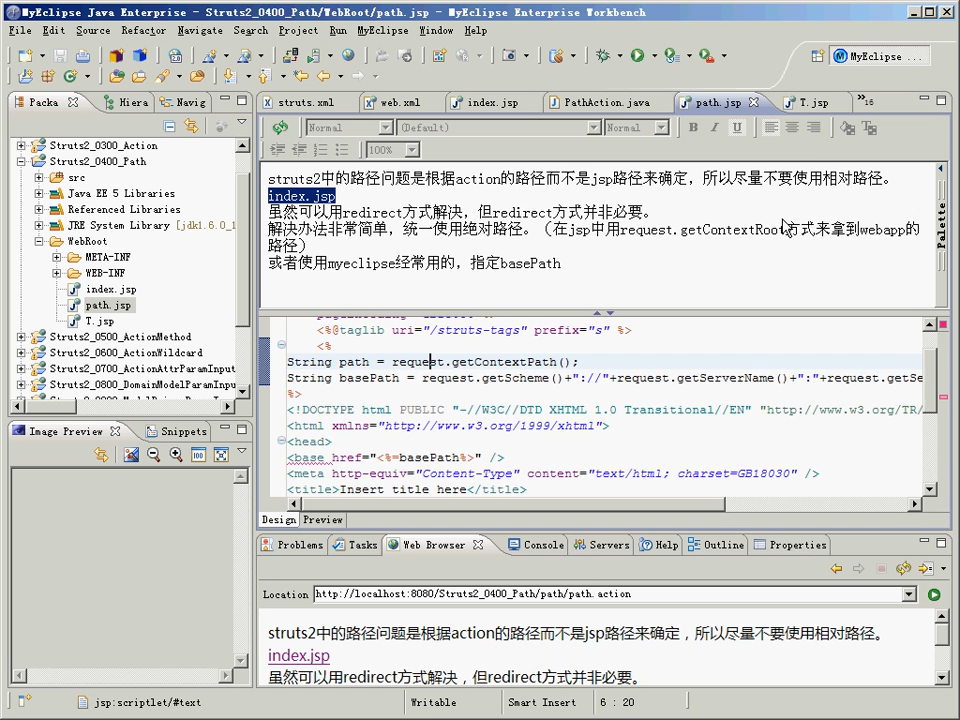 MyEclipse Java Enterprise - Struts2_0400_Path/WebRoot/path.jsp - MyEclipse Enterprise Workbench
File Edit Source Refactor Navigate Search Project Run MyEclipse Window Help
MyEclipse ...
Packa Hiera Navig
struts.xml web.xml index.jsp PathAction.java path.jsp T.jsp »16
Normal (Default) Normal B I U
100%
Struts2_0300_Action
Struts2_0400_Path
src
Java EE 5 Libraries
Referenced Libraries
JRE System Library [jdk1.6.0_1
WebRoot
META-INF
WEB-INF
index.jsp
path.jsp
T.jsp
Struts2_0500_ActionMethod
Struts2_0600_ActionWildcard
Struts2_0700_ActionAttrParamInput
Struts2_0800_DomainModelParamInpu
struts2中的路径问题是根据action的路径而不是jsp路径来确定，所以尽量不要使用相对路径。
index.jsp
虽然可以用redirect方式解决，但redirect方式并非必要。
解决办法非常简单，统一使用绝对路径。（在jsp中用request.getContextRoot方式来拿到webapp的
路径）
或者使用myeclipse经常用的，指定basePath
Palette
<%@taglib uri="/struts-tags" prefix="s" %>
<%
String path = request.getContextPath();
String basePath = request.getScheme()+"://"+request.getServerName()+":"+request.getSe
%>
<!DOCTYPE html PUBLIC "-//W3C//DTD XHTML 1.0 Transitional//EN" "http://www.w3.org/TR/
<html xmlns="http://www.w3.org/1999/xhtml">
<head>
<base href="<%=basePath%>" />
<meta http-equiv="Content-Type" content="text/html; charset=GB18030" />
<title>Insert title here</title>
Design Preview
Image Preview Snippets
Problems Tasks Web Browser Console Servers Help Outline Properties
Location http://localhost:8080/Struts2_0400_Path/path/path.action
struts2中的路径问题是根据action的路径而不是jsp路径来确定，所以尽量不要使用相对路径。
index.jsp
虽然可以用redirect方式解决，但redirect方式并非必要。
jsp:scriptlet/#text Writable Smart Insert 6 : 20